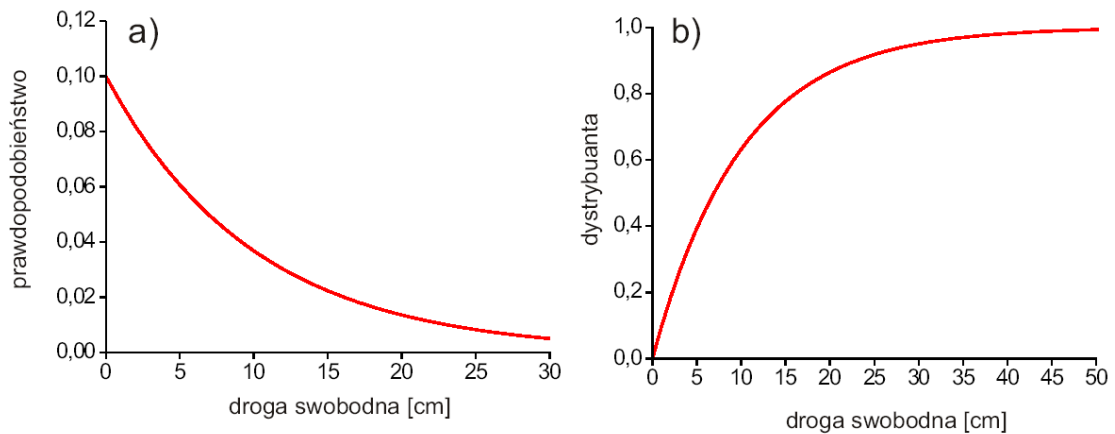 a)
prawdopodobieństwo
0,12
0,10
0,08
0,06
0,04
0,02
0,00
0 5 10 15 20 25 30
droga swobodna [cm]
b)
dystrybuanta
1,0
0,8
0,6
0,4
0,2
0,0
0 5 10 15 20 25 30 35 40 45 50
droga swobodna [cm]